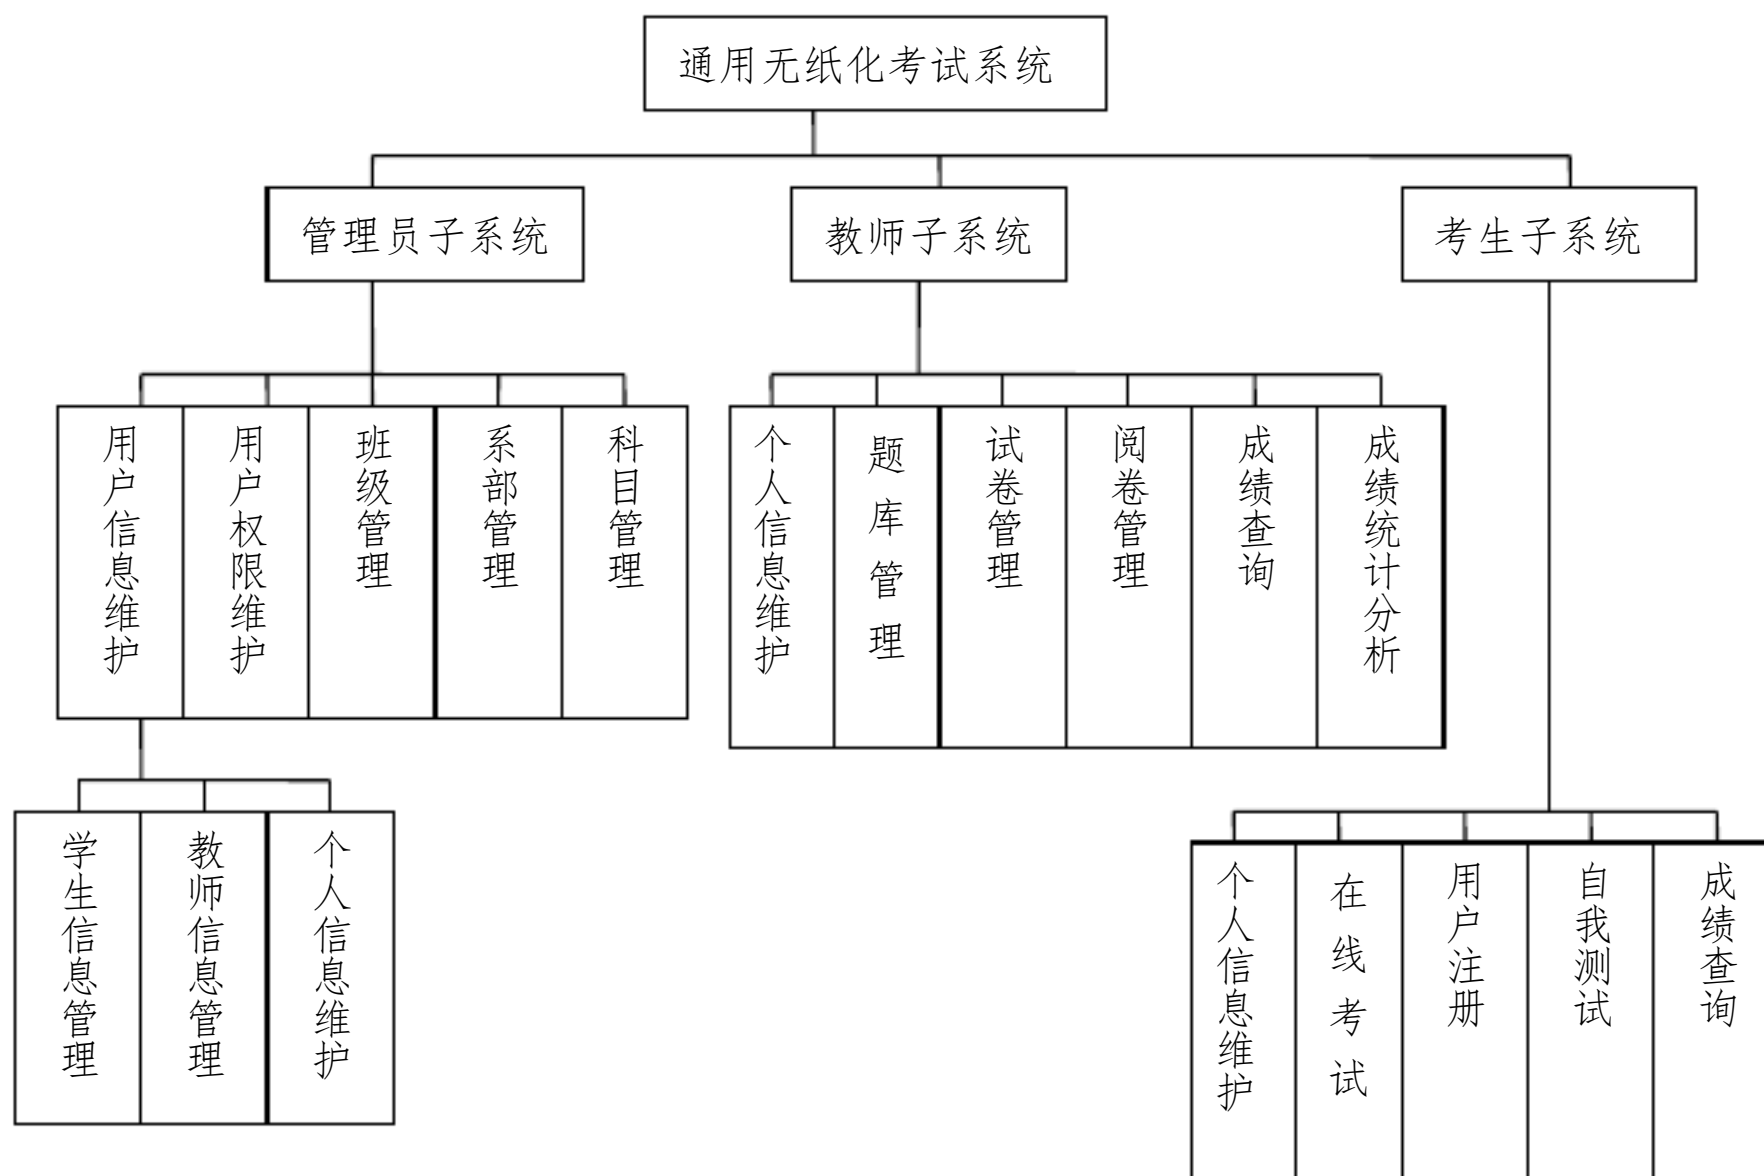 通用无纸化考试系统
管理员子系统
教师子系统
考生子系统
用户信息维护
用户权限维护
班级管理
系部管理
科目管理
个人信息维护
题库管理
试卷管理
阅卷管理
成绩查询
成绩统计分析
学生信息管理
教师信息管理
个人信息维护
个人信息维护
在线考试
用户注册
自我测试
成绩查询